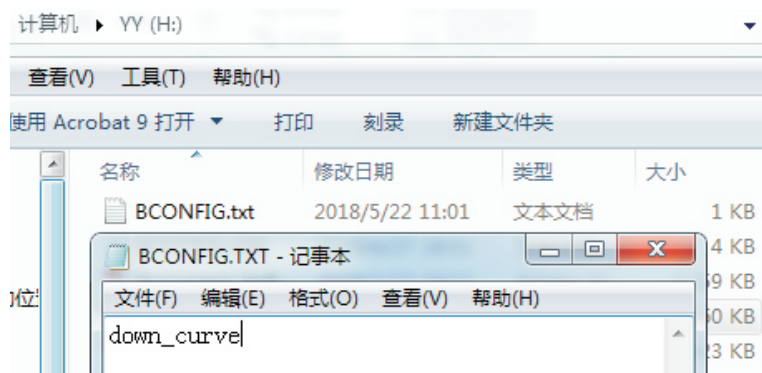 计算机 ▸ YY (H:)
查看(V) 工具(T) 帮助(H)
使用 Acrobat 9 打开 打印 刻录 新建文件夹
名称 修改日期 类型 大小
BCONFIG.txt 2018/5/22 11:01 文本文档 1 KB
BCONFIG.TXT - 记事本
4 KB
59 KB
文件(F) 编辑(E) 格式(O) 查看(V) 帮助(H)
50 KB
down_curve
23 KB